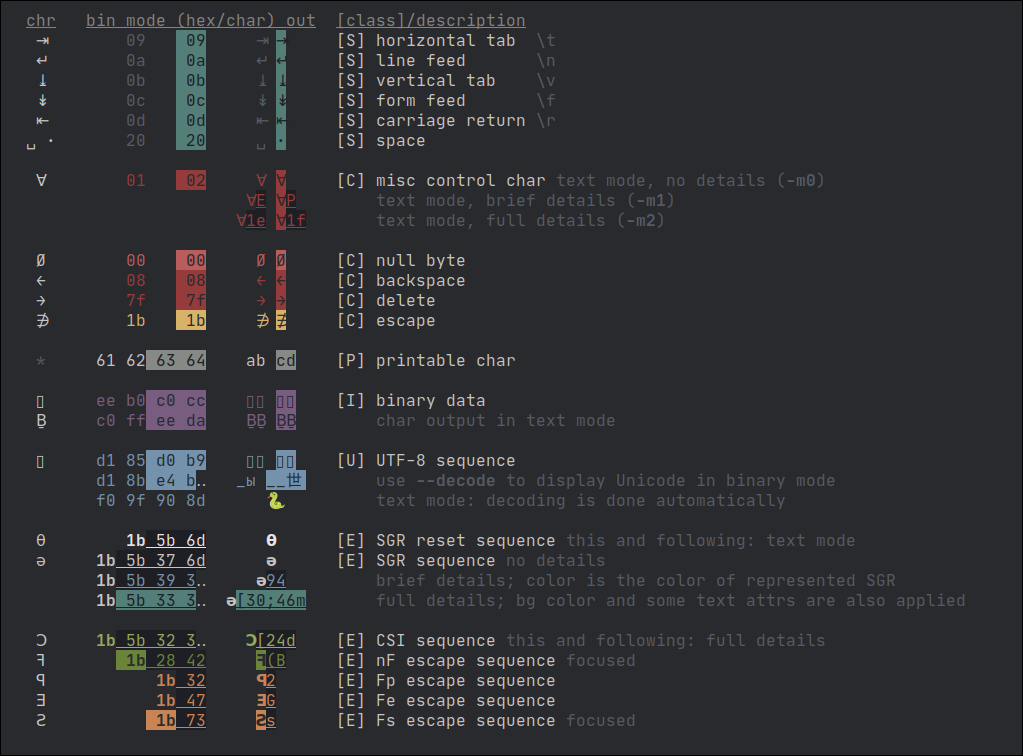 chr bin mode (hex/char) out [class]/description
⇥ 09 09 ⇥ ⇥ [S] horizontal tab \t
↵ 0a 0a ↵ ↵ [S] line feed \n
⤓ 0b 0b ⤓ ⤓ [S] vertical tab \v
↡ 0c 0c ↡ ↡ [S] form feed \f
⇤ 0d 0d ⇤ ⇤ [S] carriage return \r
␣ · 20 20 ␣ · [S] space
∀ 01 02 ∀ ∀ [C] misc control char text mode, no details (-m0)
∀E ∀P text mode, brief details (-m1)
∀1e ∀1f text mode, full details (-m2)
Ø 00 00 Ø Ø [C] null byte
← 08 08 ← ← [C] backspace
→ 7f 7f → → [C] delete
∌ 1b 1b ∌ ∌ [C] escape
* 61 62 63 64 ab cd [P] printable char
▯ ee b0 c0 cc ▯▯ ▯▯ [I] binary data
Ḇ c0 ff ee da ḆḆ ḆḆ char output in text mode
▯ d1 85 d0 b9 ▯▯ ▯▯ [U] UTF-8 sequence
d1 8b e4 b.. _ы __世 use --decode to display Unicode in binary mode
f0 9f 90 8d 🐍 text mode: decoding is done automatically
θ 1b 5b 6d θ [E] SGR reset sequence this and following: text mode
ǝ 1b 5b 37 6d ǝ [E] SGR sequence no details
1b 5b 39 3.. ǝ94 brief details; color is the color of represented SGR
1b 5b 33 3.. ǝ[30;46m full details; bg color and some text attrs are also applied
Ͻ 1b 5b 32 3.. Ͻ[24d [E] CSI sequence this and following: full details
ꟻ 1b 28 42 ꟻ(B [E] nF escape sequence focused
ꟼ 1b 32 ꟼ2 [E] Fp escape sequence
Ǝ 1b 47 ƎG [E] Fe escape sequence
Ƨ 1b 73 Ƨs [E] Fs escape sequence focused